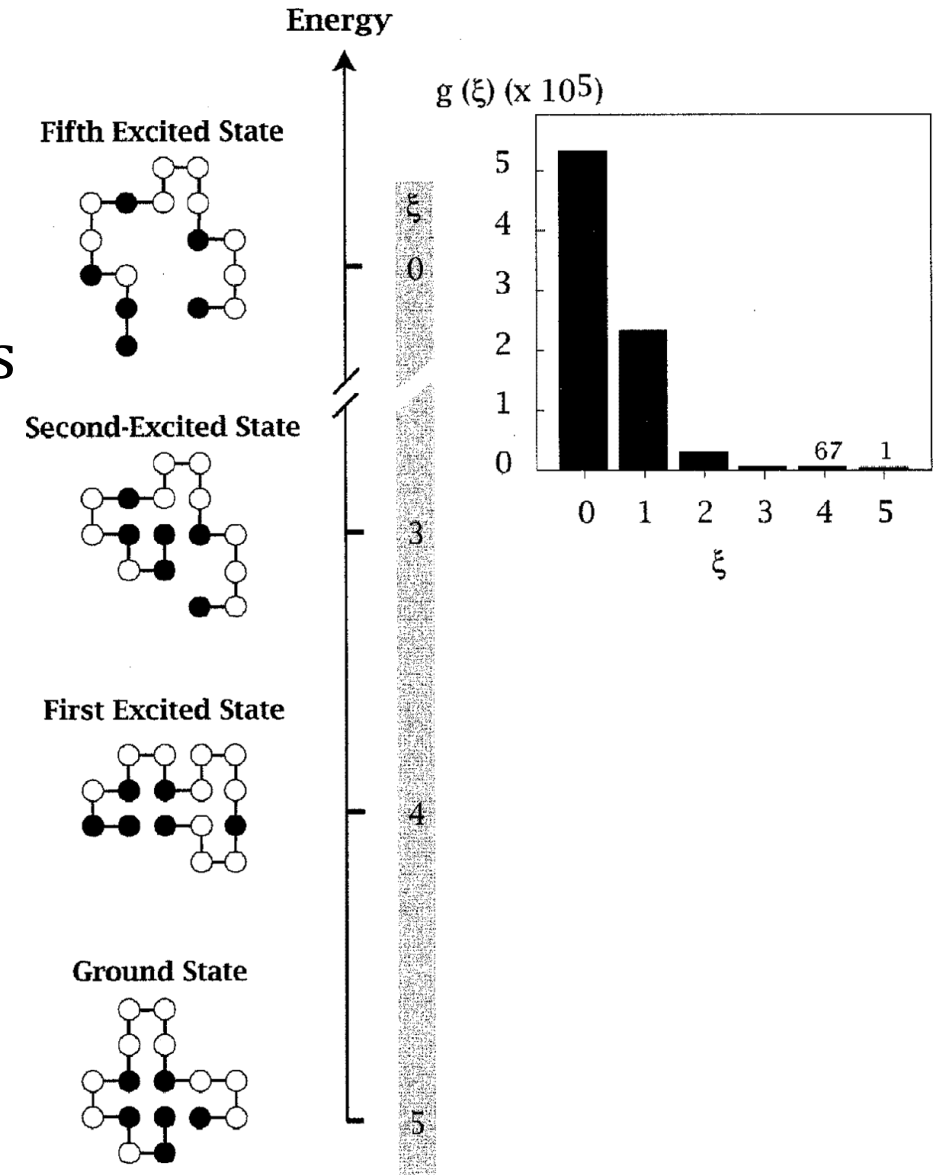 Energy
g (ξ) (x 105)
Fifth Excited State
5
ξ
4
0
3
s
2
Second-Excited State
1
67 1
0
0 1 2 3 4 5
3
ξ
First Excited State
4
Ground State
5